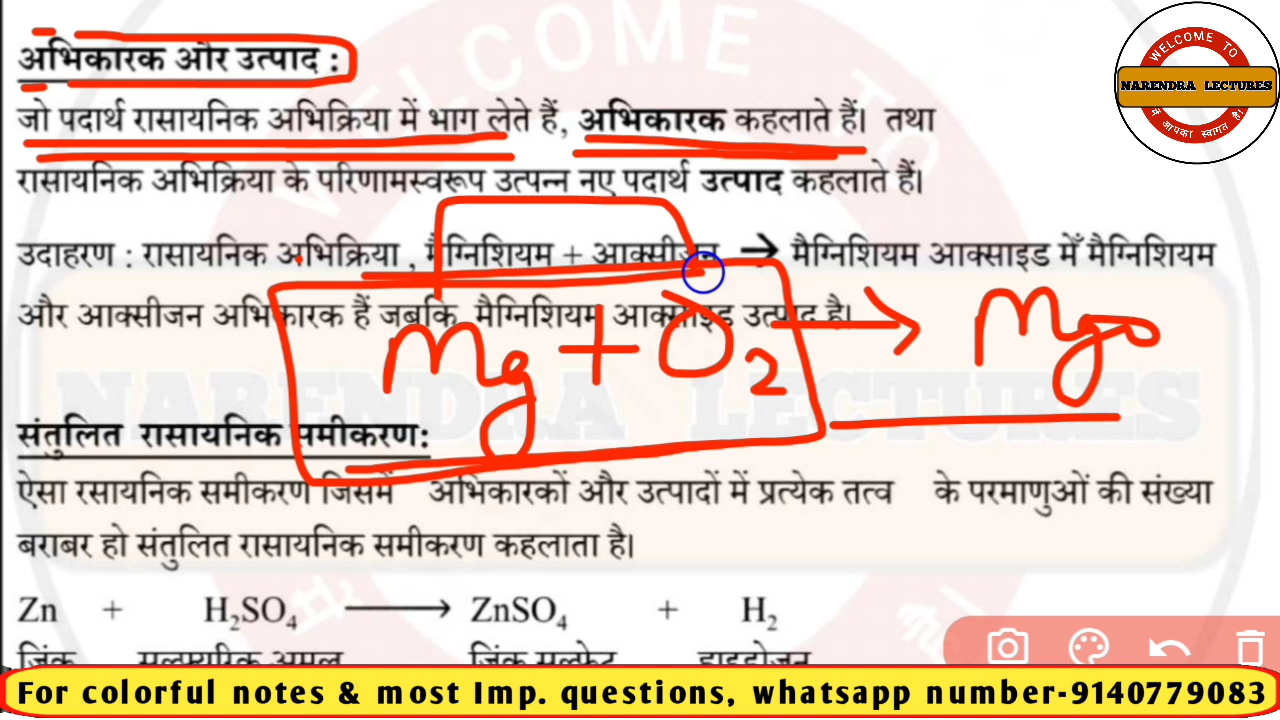 अभिकारक और उत्पाद :
जो पदार्थ रासायनिक अभिक्रिया में भाग लेते हैं, अभिकारक कहलाते हैं। तथा
रासायनिक अभिक्रिया के परिणामस्वरूप उत्पन्न नए पदार्थ उत्पाद कहलाते हैं।
उदाहरण : रासायनिक अभिक्रिया , मैग्निशियम + आक्सीजन → मैग्निशियम आक्साइड में मैग्निशियम
और आक्सीजन अभिकारक हैं जबकि मैग्निशियम आक्साइड उत्पाद है।
Mg + O2 → Mgo
संतुलित रासायनिक समीकरण:
ऐसा रसायनिक समीकरण जिसमें अभिकारकों और उत्पादों में प्रत्येक तत्व के परमाणुओं की संख्या
बराबर हो संतुलित रासायनिक समीकरण कहलाता है।
Zn + H₂SO₄ ⟶ ZnSO₄ + H₂
WELCOME TO
NARENDRA LECTURES
में आपका स्वागत है।
WELCOME TO
NARENDRA LECTURES
For colorful notes & most Imp. questions, whatsapp number-9140779083